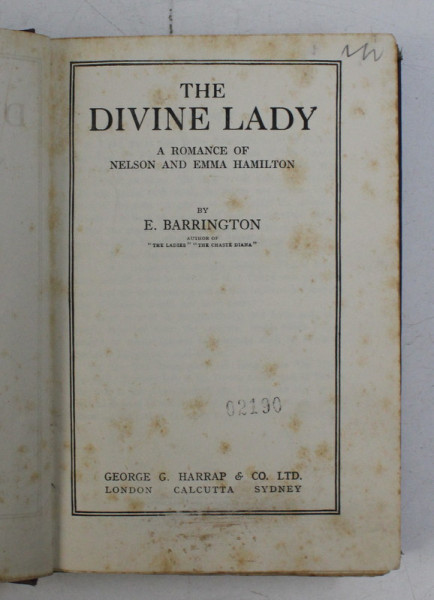 THE
DIVINE LADY
A ROMANCE OF
NELSON AND EMMA HAMILTON
BY
E. BARRINGTON
AUTHOR OF
"THE LADIES" "THE CHASTE DIANA"
02190
GEORGE G. HARRAP & CO. LTD.
LONDON CALCUTTA SYDNEY